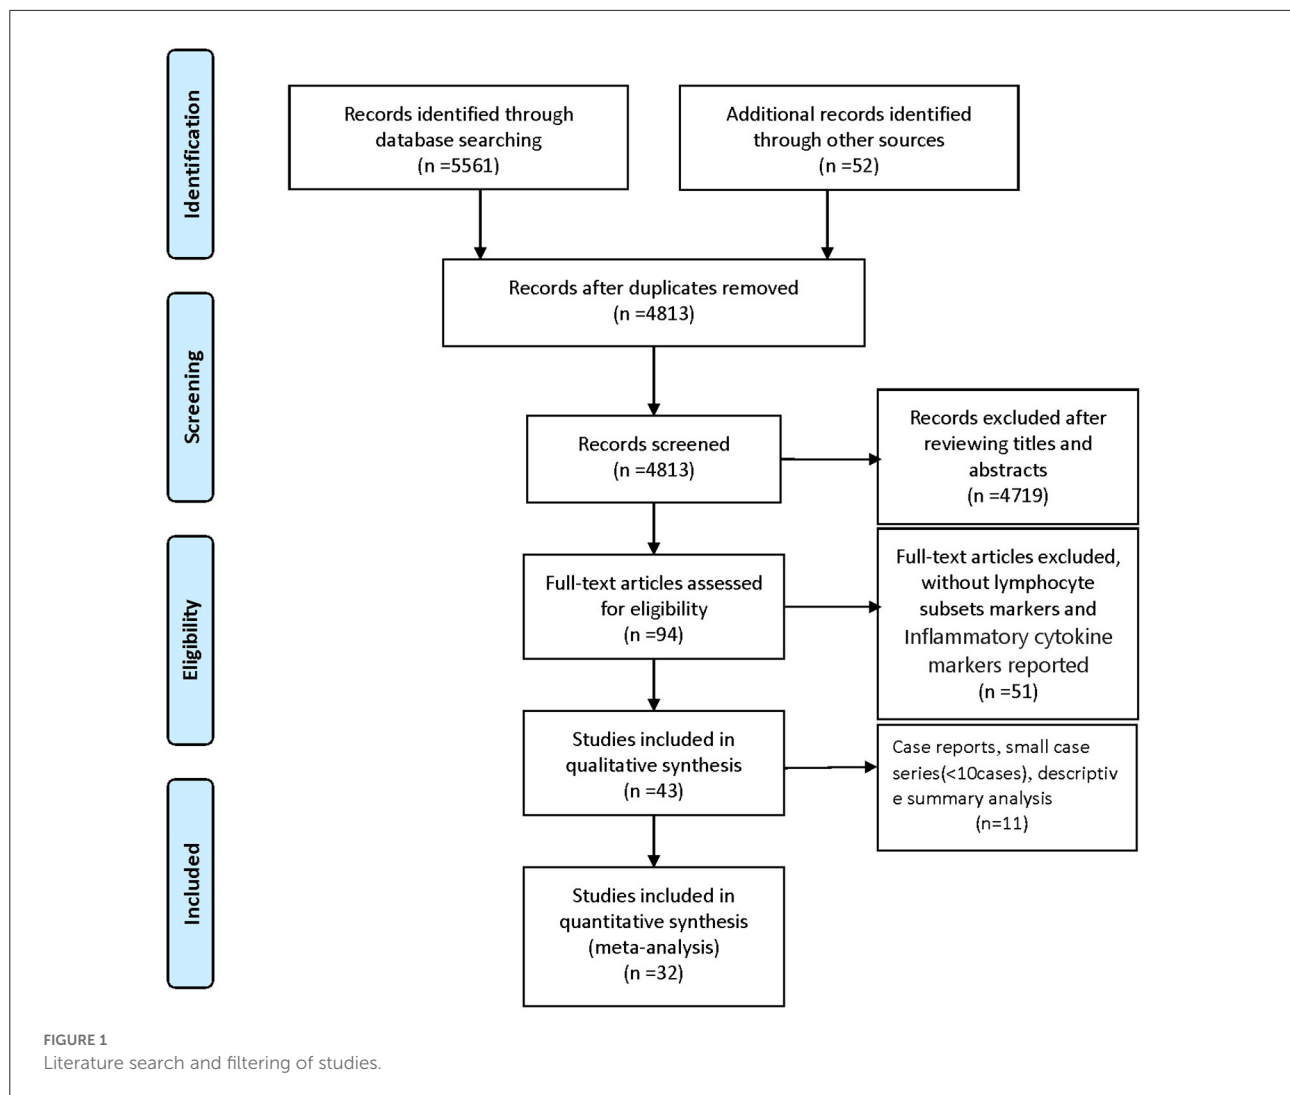 Identification
Records identified through
database searching
(n =5561)
Additional records identified
through other sources
(n =52)
Records after duplicates removed
(n =4813)
Screening
Records screened
(n =4813)
Records excluded after
reviewing titles and
abstracts
(n =4719)
Eligibility
Full-text articles assessed
for eligibility
(n =94)
Full-text articles excluded,
without lymphocyte
subsets markers and
Inflammatory cytokine
markers reported
(n =51)
Studies included in
qualitative synthesis
(n =43)
Case reports, small case
series(<10cases), descriptiv
e summary analysis
(n=11)
Included
Studies included in
quantitative synthesis
(meta-analysis)
(n =32)
FIGURE 1
Literature search and filtering of studies.